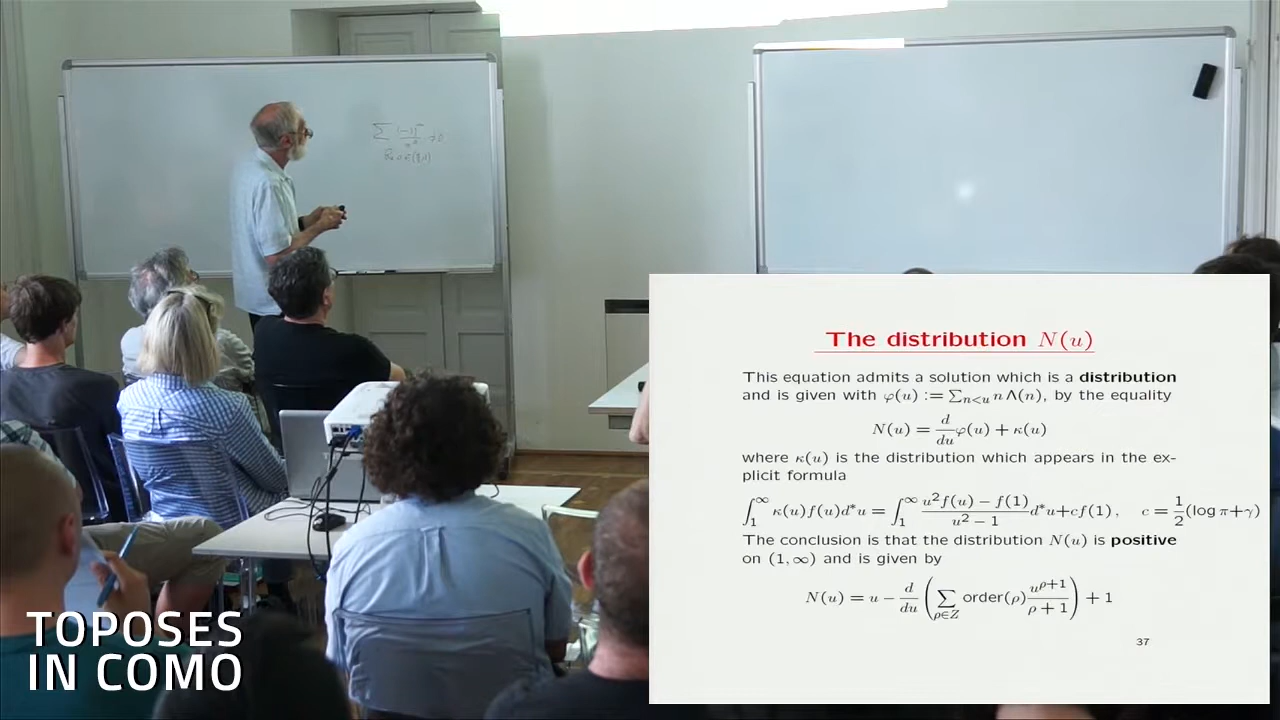 ∑ (-1)ⁿ
The distribution N(u)
This equation admits a solution which is a distribution
and is given with φ(u) := ∑_{n<u} n Λ(n), by the equality
N(u) = d/du φ(u) + κ(u)
where κ(u) is the distribution which appears in the ex-
plicit formula
∫₁^∞ κ(u)f(u)d*u = ∫₁^∞ (u²f(u) − f(1))/(u² − 1) d*u+cf(1), c = 1/2(log π+γ)
The conclusion is that the distribution N(u) is positive
on (1, ∞) and is given by
N(u) = u − d/du (∑_{ρ∈Z} order(ρ) u^{ρ+1}/(ρ + 1)) + 1
37
TOPOSES
IN COMO